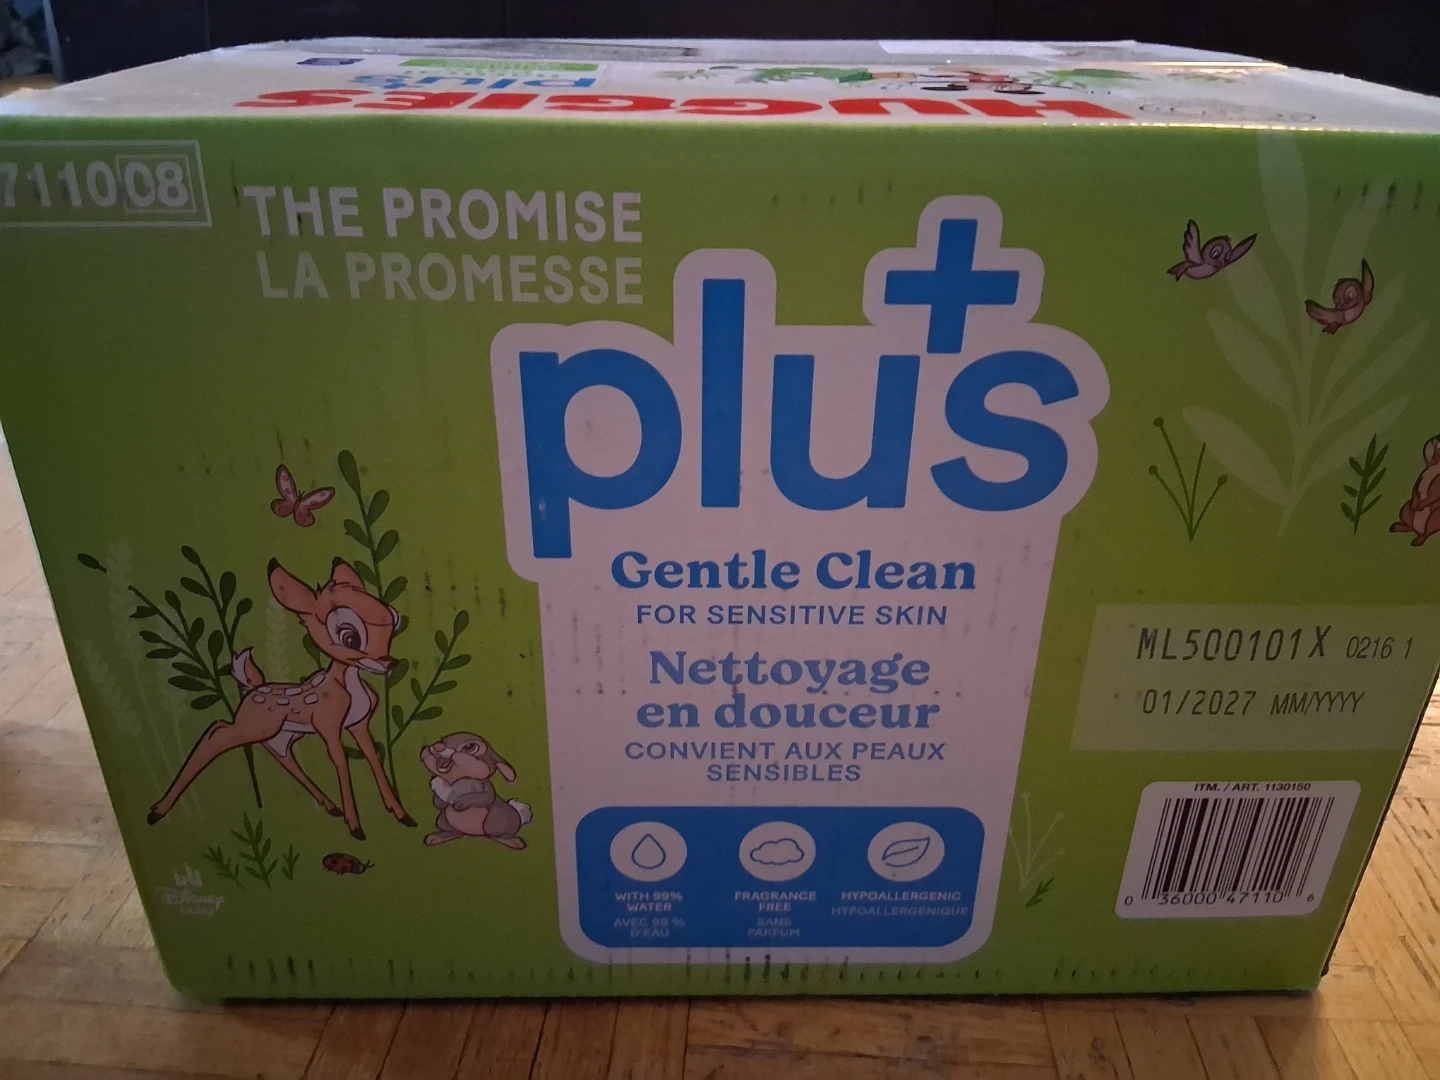 HUGGIES
plus
711008
THE PROMISE
LA PROMESSE
plus+
Gentle Clean
FOR SENSITIVE SKIN
Nettoyage
en douceur
CONVIENT AUX PEAUX
SENSIBLES
WITH 99%
WATER
AVEC 99 %
D'EAU
FRAGRANCE
FREE
SANS
PARFUM
HYPOALLERGENIC
HYPOALLERGÉNIQUE
ML500101X 0216 1
01/2027 MM/YYYY
ITM. / ART. 1130150
0 36000 47110 6
Disney